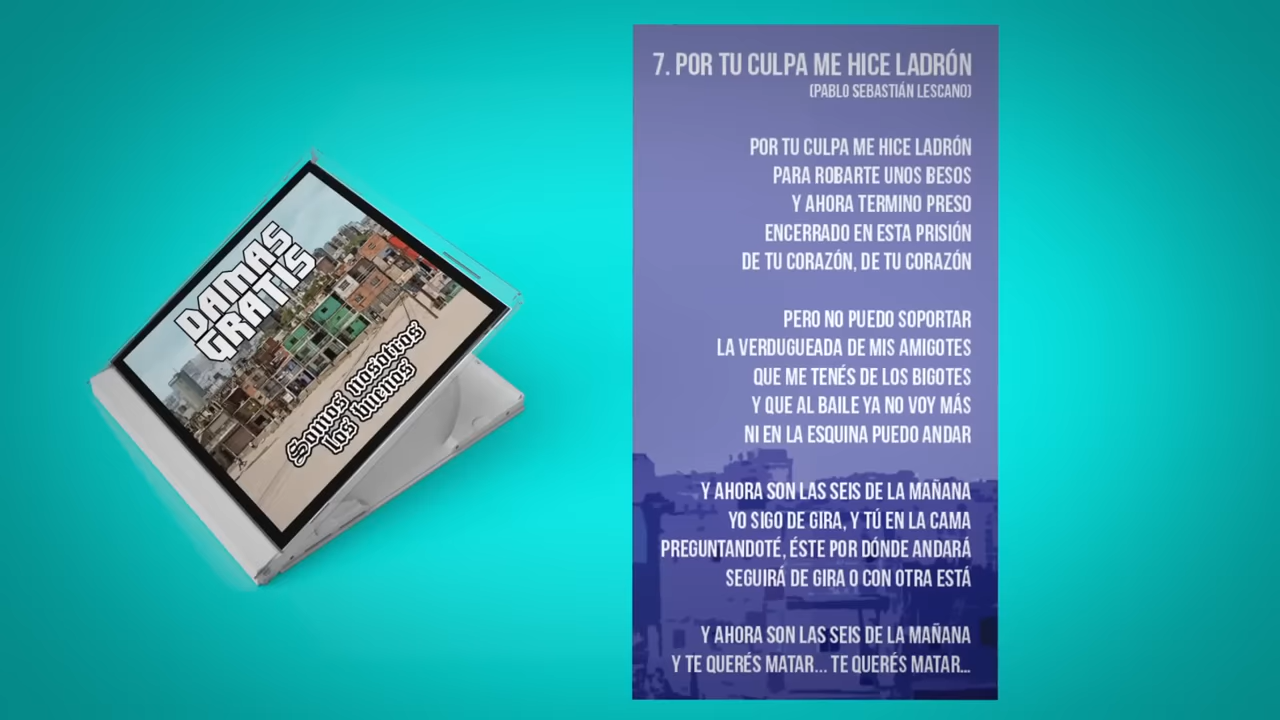 DAMAS
GRATIS
Somos nosotros
los buenos
7. POR TU CULPA ME HICE LADRÓN
(PABLO SEBASTIÁN LESCANO)
POR TU CULPA ME HICE LADRÓN
PARA ROBARTE UNOS BESOS
Y AHORA TERMINO PRESO
ENCERRADO EN ESTA PRISIÓN
DE TU CORAZÓN, DE TU CORAZÓN
PERO NO PUEDO SOPORTAR
LA VERDUGUEADA DE MIS AMIGOTES
QUE ME TENÉS DE LOS BIGOTES
Y QUE AL BAILE YA NO VOY MÁS
NI EN LA ESQUINA PUEDO ANDAR
Y AHORA SON LAS SEIS DE LA MAÑANA
YO SIGO DE GIRA, Y TÚ EN LA CAMA
PREGUNTANDOTÉ, ÉSTE POR DÓNDE ANDARÁ
SEGUIRÁ DE GIRA O CON OTRA ESTÁ
Y AHORA SON LAS SEIS DE LA MAÑANA
Y TE QUERÉS MATAR... TE QUERÉS MATAR...